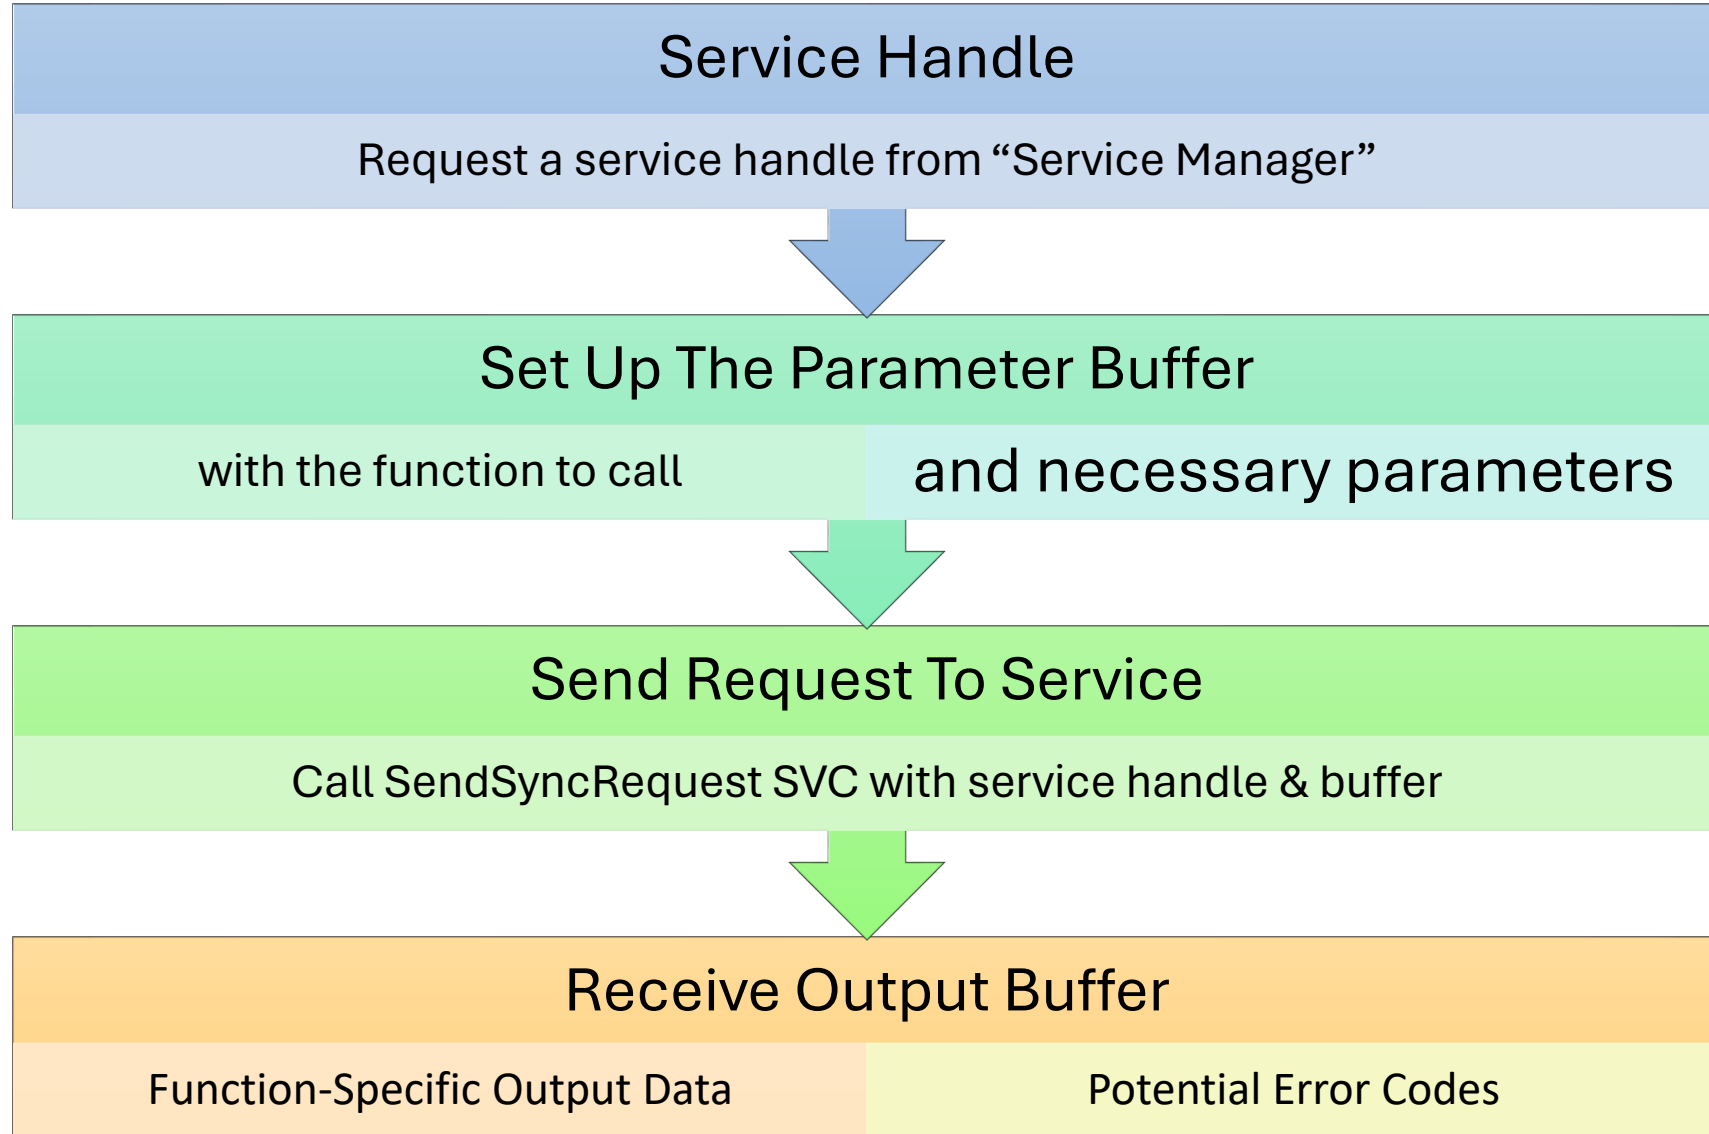 Service Handle
Request a service handle from “Service Manager”
Set Up The Parameter Buffer
with the function to call
and necessary parameters
Send Request To Service
Call SendSyncRequest SVC with service handle & buffer
Receive Output Buffer
Function-Specific Output Data
Potential Error Codes